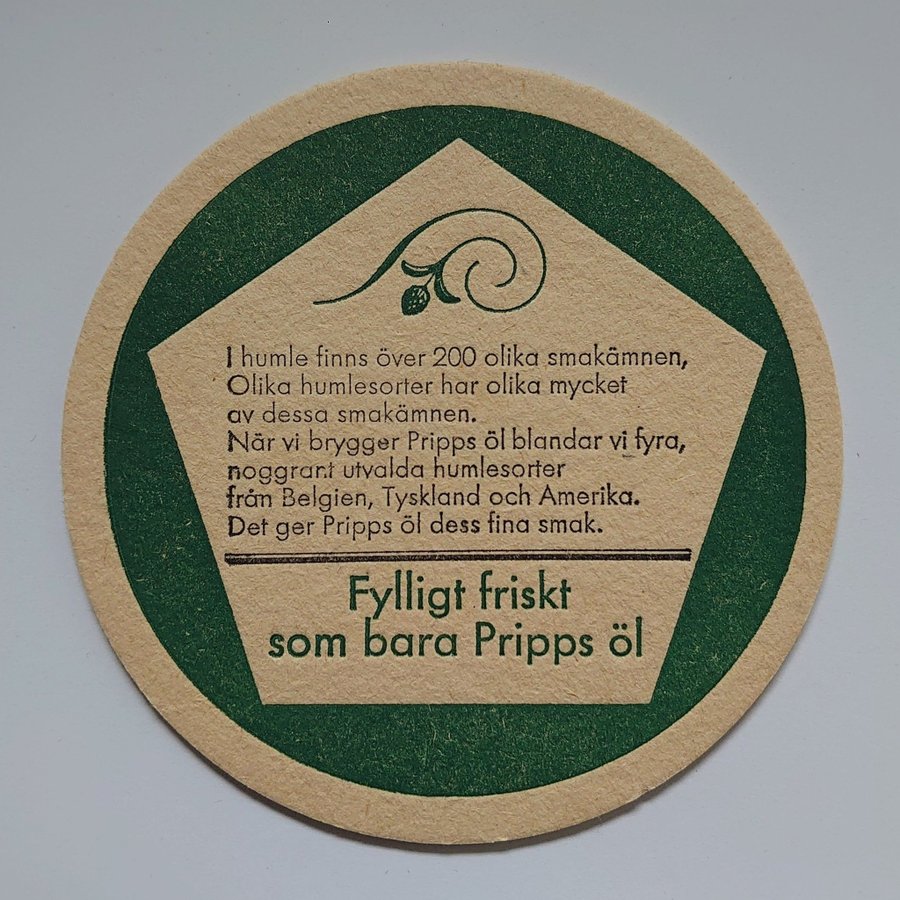 I humle finns över 200 olika smakämnen,
Olika humlesorter har olika mycket
av dessa smakämnen.
När vi brygger Pripps öl blandar vi fyra,
noggrant utvalda humlesorter
från Belgien, Tyskland och Amerika.
Det ger Pripps öl dess fina smak.
Fylligt friskt
som bara Pripps öl